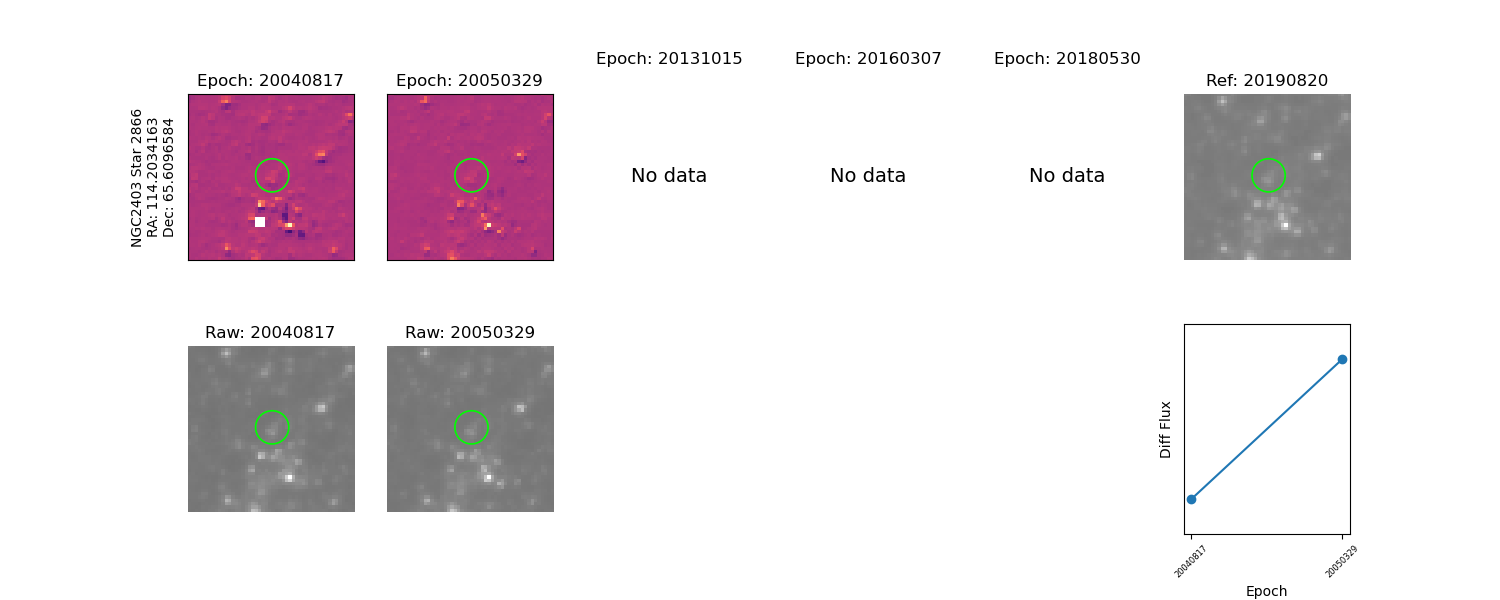 Epoch: 20040817
Epoch: 20050329
Epoch: 20131015
Epoch: 20160307
Epoch: 20180530
Ref: 20190820
NGC2403 Star 2866
RA: 114.2034163
Dec: 65.6096584
No data
No data
No data
Raw: 20040817
Raw: 20050329
Diff Flux
20040817
20050329
Epoch